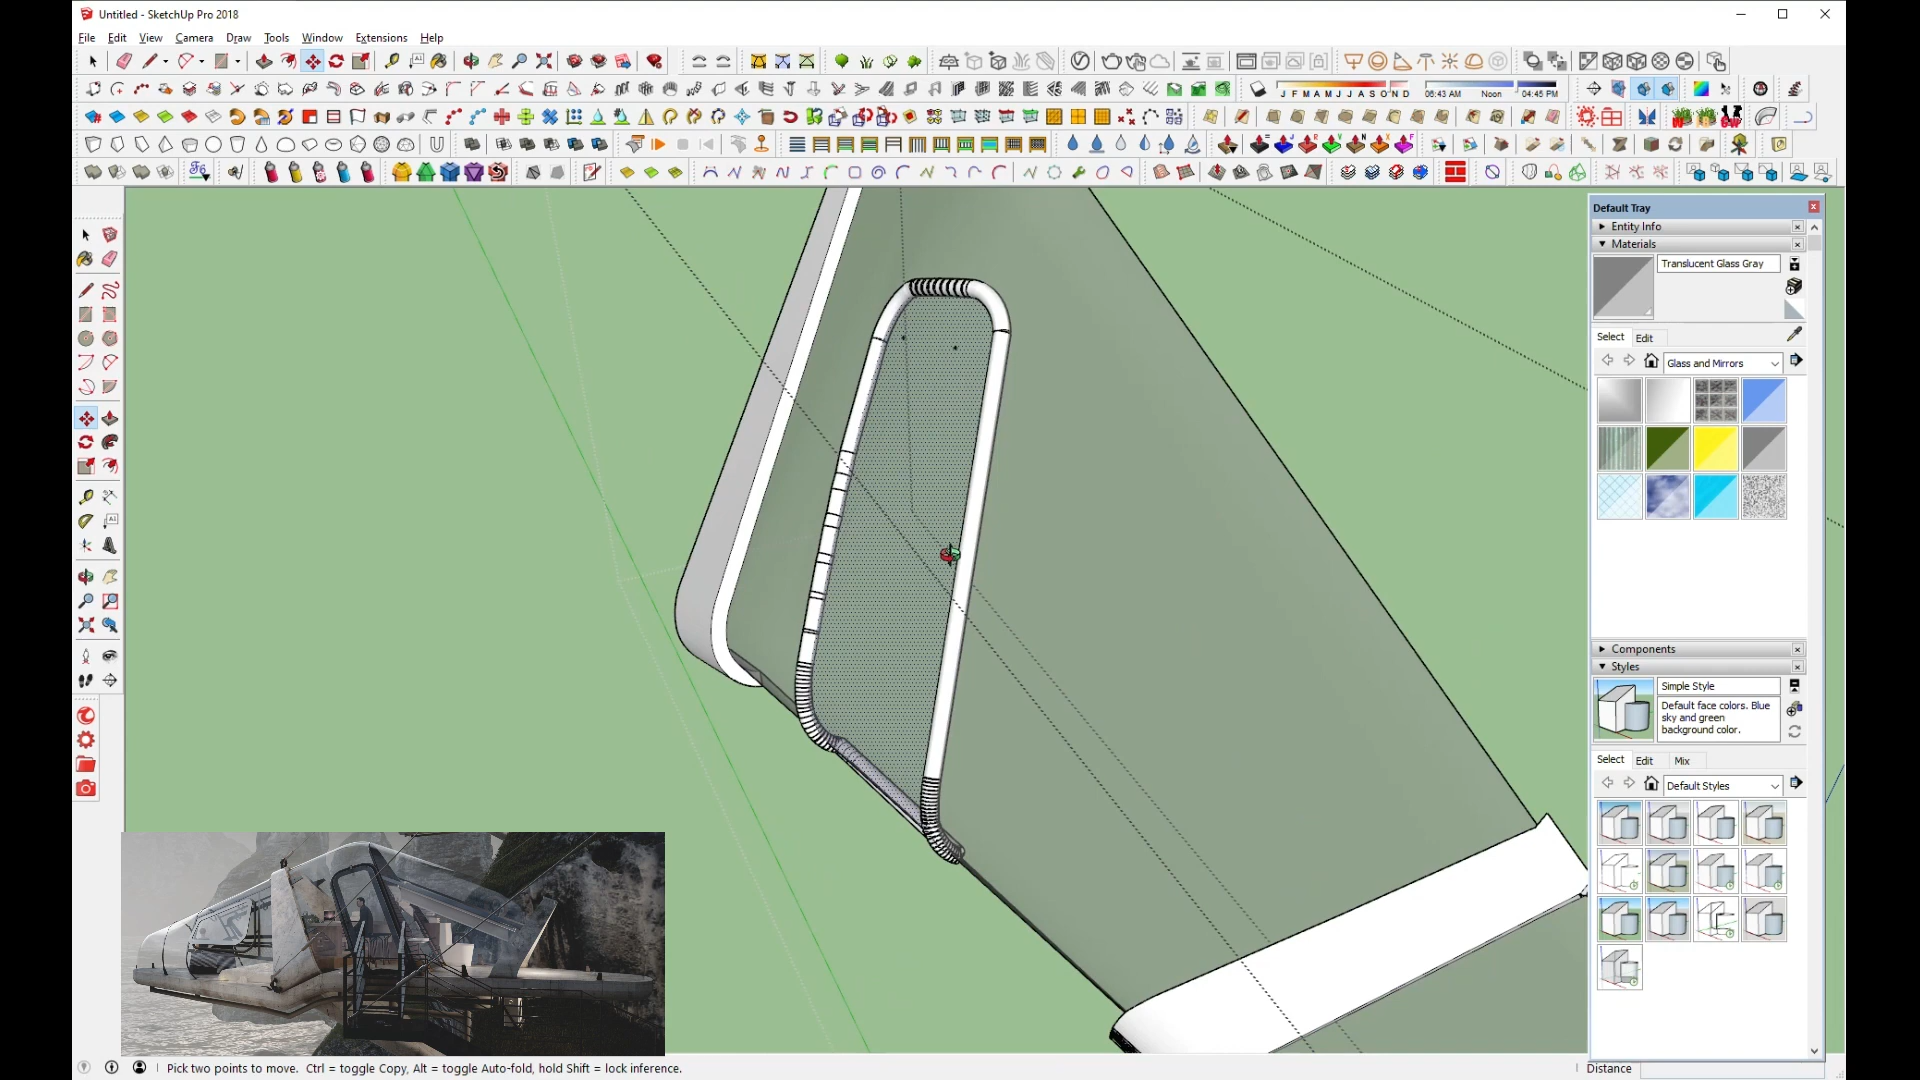 Untitled - SketchUp Pro 2018
File Edit View Camera Draw Tools Window Extensions Help
J F M A M J J A S O N D 06:43 AM Noon 04:45 PM
Default Tray
Entity Info
Materials
Translucent Glass Gray
Select Edit
Glass and Mirrors
Components
Styles
Simple Style
Default face colors. Blue
sky and green
background color.
Select Edit Mix
Default Styles
Pick two points to move. Ctrl = toggle Copy, Alt = toggle Auto-fold, hold Shift = lock inference.
Distance